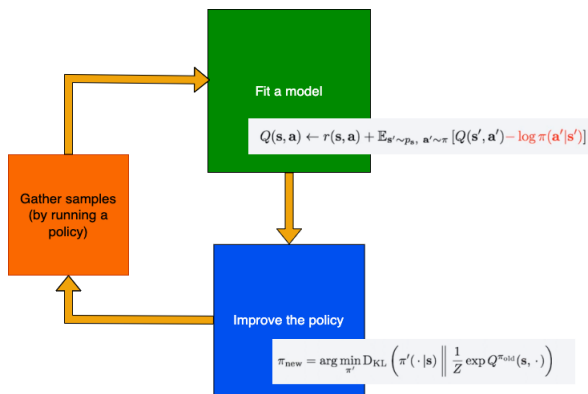 Fit a model
Q(s, a) ← r(s, a) + 𝔼_{s′∼p_s, a′∼π} [Q(s′, a′) − log π(a′|s′)]
Gather samples
(by running a
policy)
Improve the policy
π_new = arg min_{π′} D_KL ( π′( · |s) ‖ 1/Z exp Q^{π_old}(s, · ) )